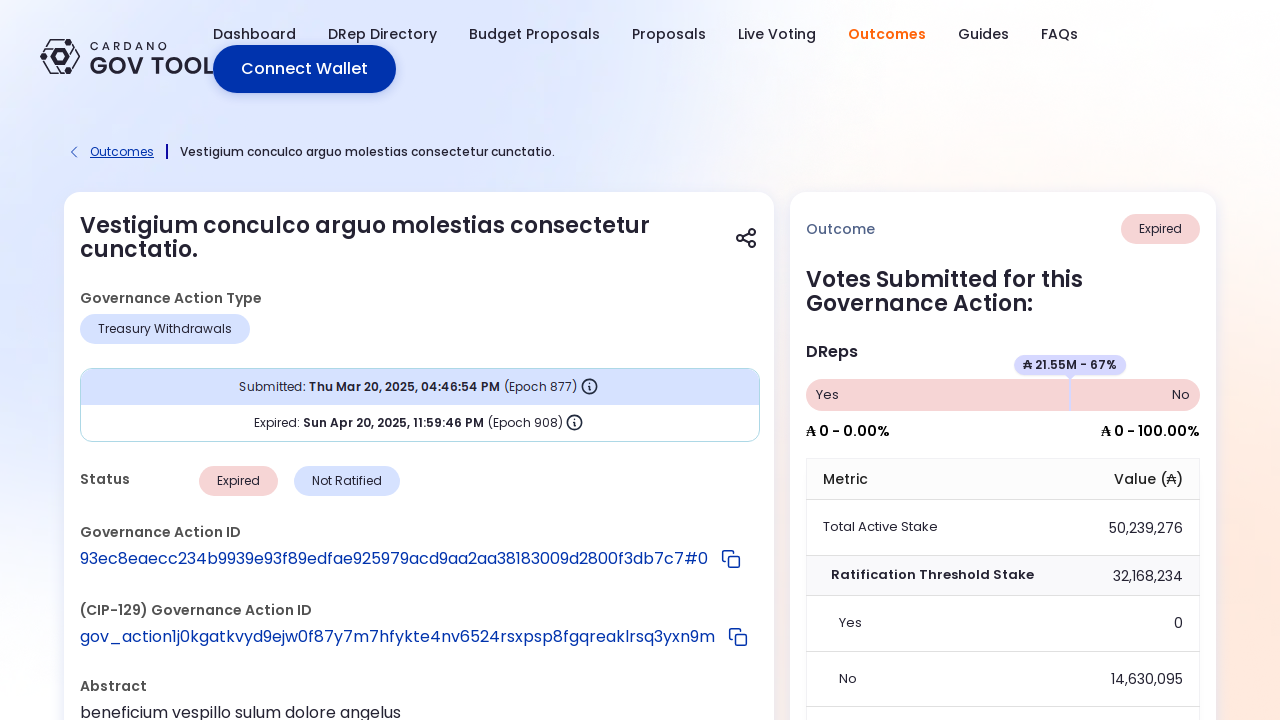 CARDANO
GOV TOOL
Dashboard
DRep Directory
Budget Proposals
Proposals
Live Voting
Outcomes
Guides
FAQs
Connect Wallet
Outcomes
Vestigium conculco arguo molestias consectetur cunctatio.
Vestigium conculco arguo molestias consectetur
cunctatio.
Governance Action Type
Treasury Withdrawals
Submitted: Thu Mar 20, 2025, 04:46:54 PM (Epoch 877)
Expired: Sun Apr 20, 2025, 11:59:46 PM (Epoch 908)
Status
Expired
Not Ratified
Governance Action ID
93ec8eaecc234b9939e93f89edfae925979acd9aa2aa38183009d2800f3db7c7#0
(CIP-129) Governance Action ID
gov_action1j0kgatkvyd9ejw0f87y7m7hfykte4nv6524rsxpsp8fgqreaklrsq3yxn9m
Abstract
beneficium vespillo sulum dolore angelus
Outcome
Expired
Votes Submitted for this
Governance Action:
DReps
₳ 21.55M - 67%
Yes
No
₳ 0 - 0.00%
₳ 0 - 100.00%
Metric
Value (₳)
Total Active Stake
50,239,276
Ratification Threshold Stake
32,168,234
Yes
0
No
14,630,095